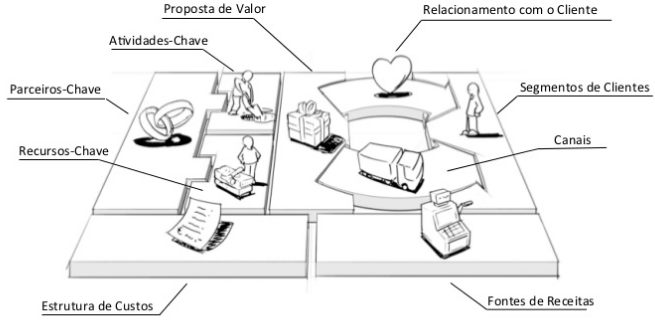 Proposta de Valor
Relacionamento com o Cliente
Atividades-Chave
Parceiros-Chave
Segmentos de Clientes
Canais
Recursos-Chave
Estrutura de Custos
Fontes de Receitas